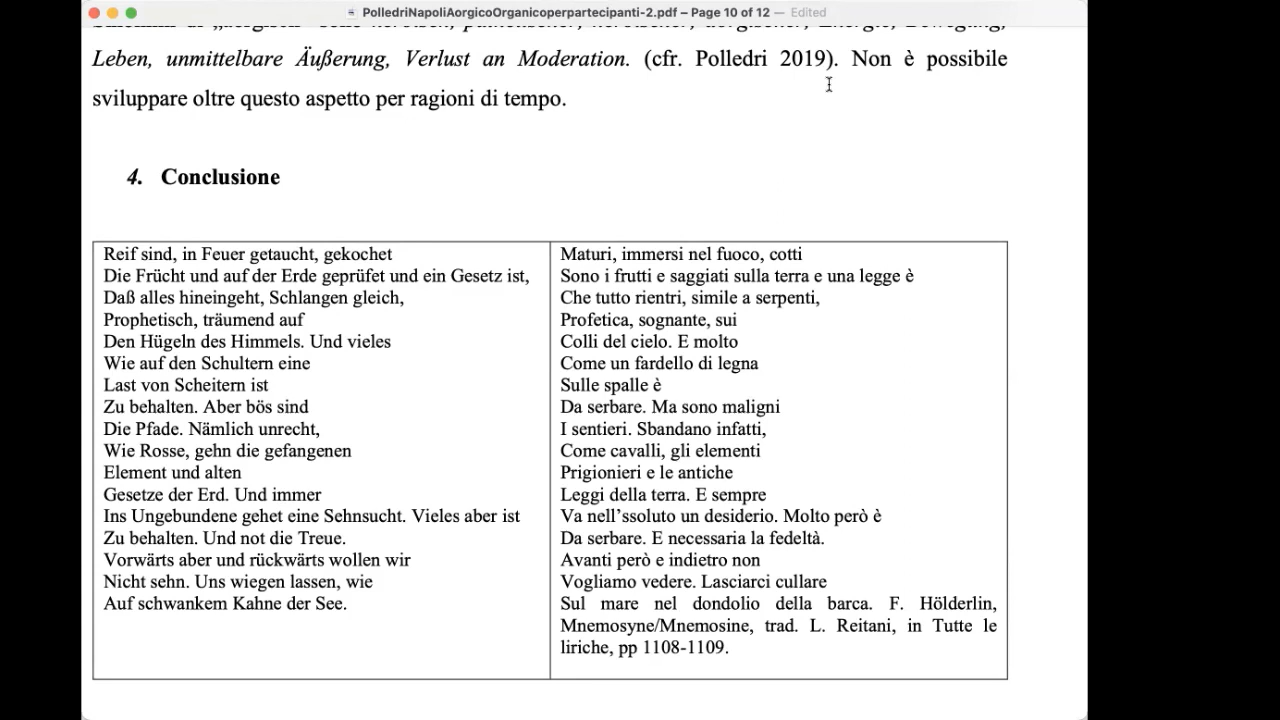 PolledriNapoliAorgicoOrganicoperpartecipanti-2.pdf – Page 10 of 12 — Edited
Leben, unmittelbare Äußerung, Verlust an Moderation. (cfr. Polledri 2019). Non è possibile
sviluppare oltre questo aspetto per ragioni di tempo.
4. Conclusione
Reif sind, in Feuer getaucht, gekochet
Die Frücht und auf der Erde geprüfet und ein Gesetz ist,
Daß alles hineingeht, Schlangen gleich,
Prophetisch, träumend auf
Den Hügeln des Himmels. Und vieles
Wie auf den Schultern eine
Last von Scheitern ist
Zu behalten. Aber bös sind
Die Pfade. Nämlich unrecht,
Wie Rosse, gehn die gefangenen
Element und alten
Gesetze der Erd. Und immer
Ins Ungebundene gehet eine Sehnsucht. Vieles aber ist
Zu behalten. Und not die Treue.
Vorwärts aber und rückwärts wollen wir
Nicht sehn. Uns wiegen lassen, wie
Auf schwankem Kahne der See.
Maturi, immersi nel fuoco, cotti
Sono i frutti e saggiati sulla terra e una legge è
Che tutto rientri, simile a serpenti,
Profetica, sognante, sui
Colli del cielo. E molto
Come un fardello di legna
Sulle spalle è
Da serbare. Ma sono maligni
I sentieri. Sbandano infatti,
Come cavalli, gli elementi
Prigionieri e le antiche
Leggi della terra. E sempre
Va nell’ssoluto un desiderio. Molto però è
Da serbare. E necessaria la fedeltà.
Avanti però e indietro non
Vogliamo vedere. Lasciarci cullare
Sul mare nel dondolio della barca. F. Hölderlin,
Mnemosyne/Mnemosine, trad. L. Reitani, in Tutte le
liriche, pp 1108-1109.